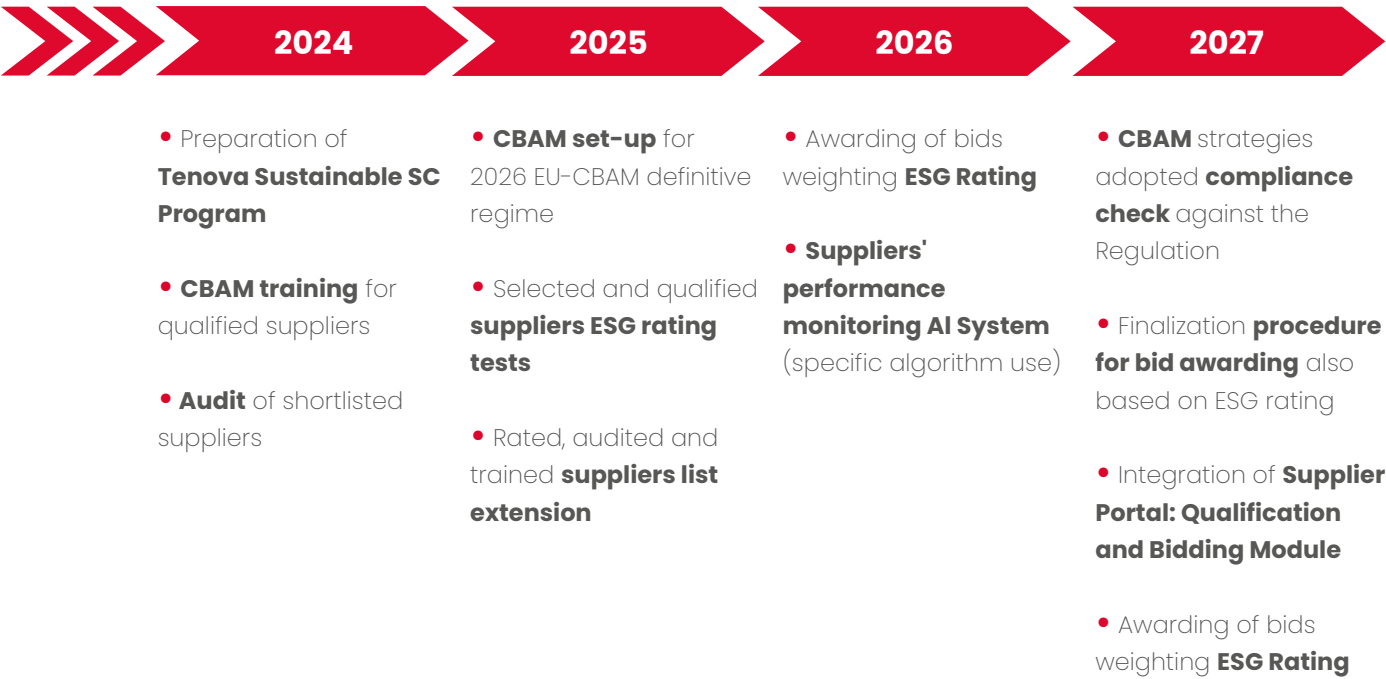 2024
2025
2026
2027
• Preparation of
Tenova Sustainable SC
Program
• CBAM training for
qualified suppliers
• Audit of shortlisted
suppliers
• CBAM set-up for
2026 EU-CBAM definitive
regime
• Selected and qualified
suppliers ESG rating
tests
• Rated, audited and
trained suppliers list
extension
• Awarding of bids
weighting ESG Rating
• Suppliers'
performance
monitoring AI System
(specific algorithm use)
• CBAM strategies
adopted compliance
check against the
Regulation
• Finalization procedure
for bid awarding also
based on ESG rating
• Integration of Supplier
Portal: Qualification
and Bidding Module
• Awarding of bids
weighting ESG Rating